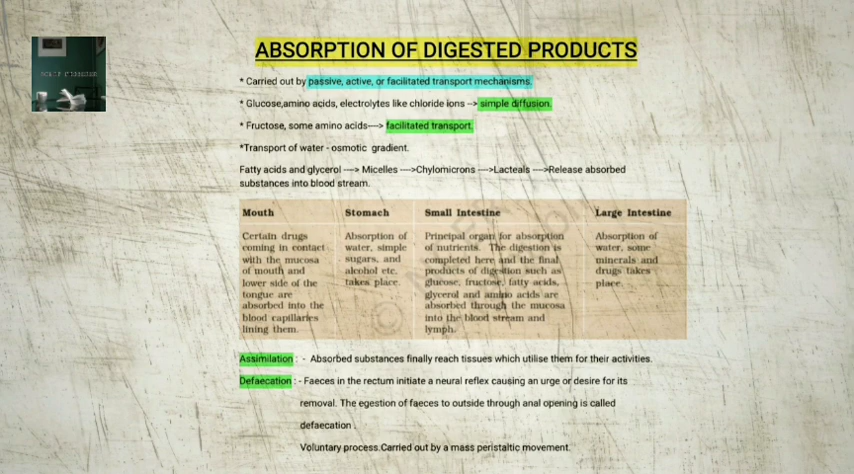 ABSORPTION OF DIGESTED PRODUCTS
* Carried out by passive, active, or facilitated transport mechanisms.
* Glucose,amino acids, electrolytes like chloride ions --> simple diffusion.
* Fructose, some amino acids----> facilitated transport.
*Transport of water - osmotic gradient.
Fatty acids and glycerol ----> Micelles ---->Chylomicrons ---->Lacteals ---->Release absorbed
substances into blood stream.
Mouth
Certain drugs
coming in contact
with the mucosa
of mouth and
lower side of the
tongue are
absorbed into the
blood capillaries
lining them.
Stomach
Absorption of
water, simple
sugars, and
alcohol etc.
takes place.
Small Intestine
Principal organ for absorption
of nutrients. The digestion is
completed here and the final
products of digestion such as
glucose, fructose, fatty acids,
glycerol and amino acids are
absorbed through the mucosa
into the blood stream and
lymph.
Large Intestine
Absorption of
water, some
minerals and
drugs takes
place.
Assimilation : - Absorbed substances finally reach tissues which utilise them for their activities.
Defaecation : - Faeces in the rectum initiate a neural reflex causing an urge or desire for its
removal. The egestion of faeces to outside through anal opening is called
defaecation .
Voluntary process.Carried out by a mass peristaltic movement.